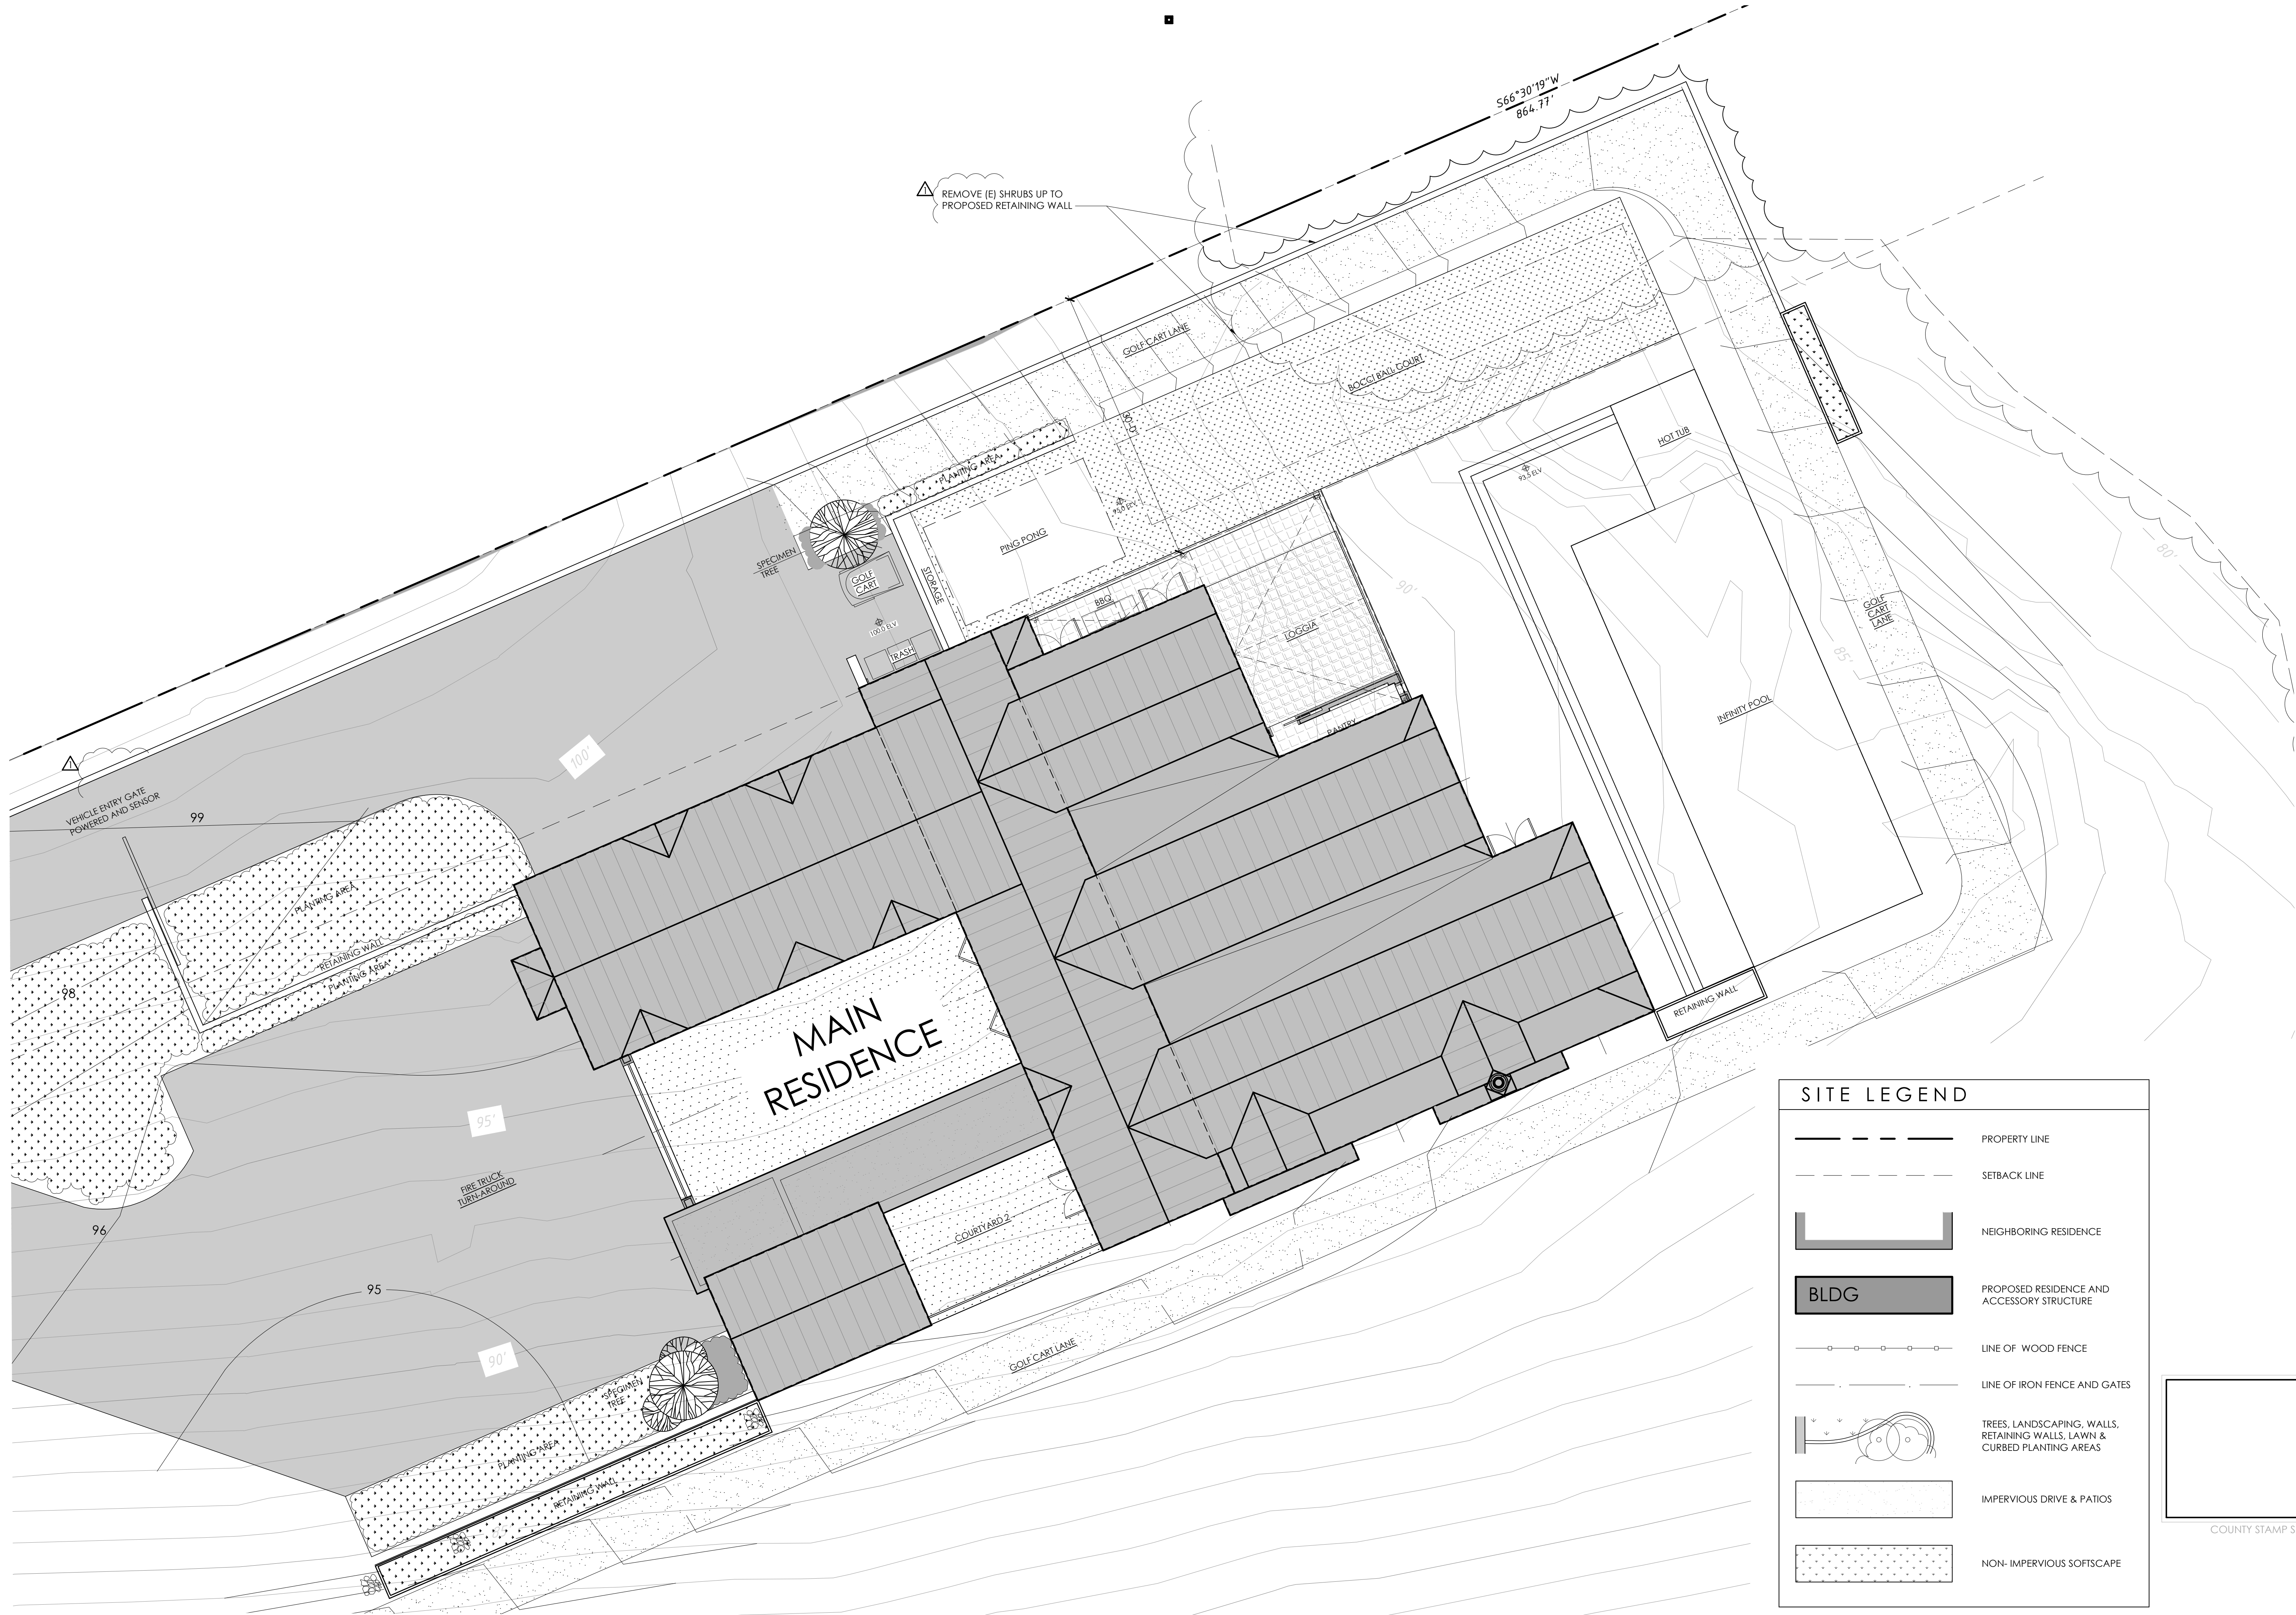 S66°30'19"W
864.77'
1
REMOVE (E) SHRUBS UP TO
PROPOSED RETAINING WALL
GOLF CART LANE
BOCCI BALL COURT
30'-0"
HOT TUB
93.5 ELV
PLANTING AREA
PING PONG
STORAGE
SPECIMEN
TREE
GOLF
CART
100.0 ELV
TRASH
BBQ
LOGGIA
PANTRY
90'
80'
85'
GOLF
CART
LANE
INFINITY POOL
100'
1
VEHICLE ENTRY GATE
POWERED AND SENSOR
99
PLANTING AREA
RETAINING WALL
PLANTING AREA
98
MAIN
RESIDENCE
RETAINING WALL
95'
FIRE TRUCK
TURN-AROUND
COURTYARD 2
96
95
90'
GOLF CART LANE
SPECIMEN
TREE
PLANTING AREA
RETAINING WALL
SITE LEGEND
PROPERTY LINE
SETBACK LINE
NEIGHBORING RESIDENCE
BLDG
PROPOSED RESIDENCE AND
ACCESSORY STRUCTURE
LINE OF WOOD FENCE
LINE OF IRON FENCE AND GATES
TREES, LANDSCAPING, WALLS,
RETAINING WALLS, LAWN &
CURBED PLANTING AREAS
IMPERVIOUS DRIVE & PATIOS
NON- IMPERVIOUS SOFTSCAPE
COUNTY STAMP S